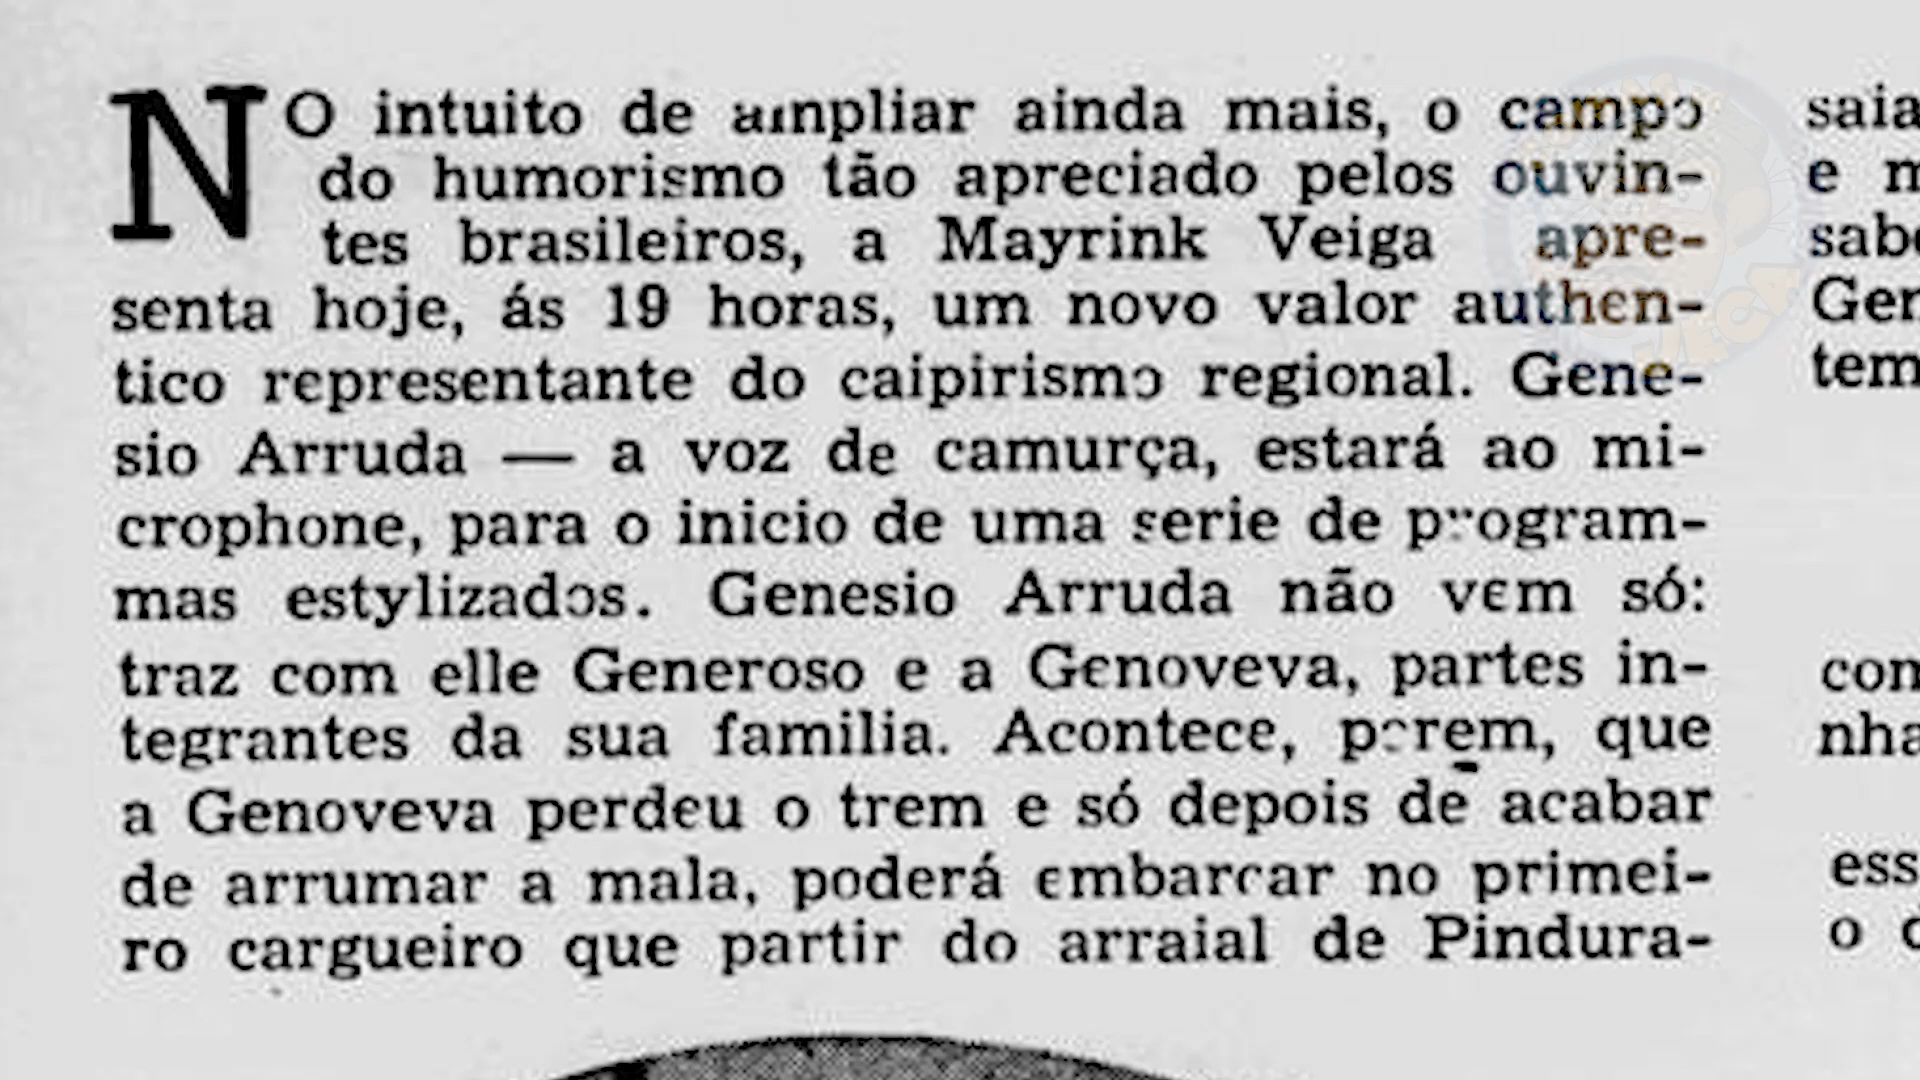 NO intuito de ampliar ainda mais, o campo
do humorismo tão apreciado pelos ouvin-
tes brasileiros, a Mayrink Veiga apre-
senta hoje, ás 19 horas, um novo valor authen-
tico representante do caipirismo regional. Gene-
sio Arruda — a voz de camurça, estará ao mi-
crophone, para o inicio de uma serie de program-
mas estylizados. Genesio Arruda não vem só:
traz com elle Generoso e a Genoveva, partes in-
tegrantes da sua familia. Acontece, porem, que
a Genoveva perdeu o trem e só depois de acabar
de arrumar a mala, poderá embarcar no primei-
ro cargueiro que partir do arraial de Pindura-
saia
e m
sab
Ger
tem
com
nha
ess
o